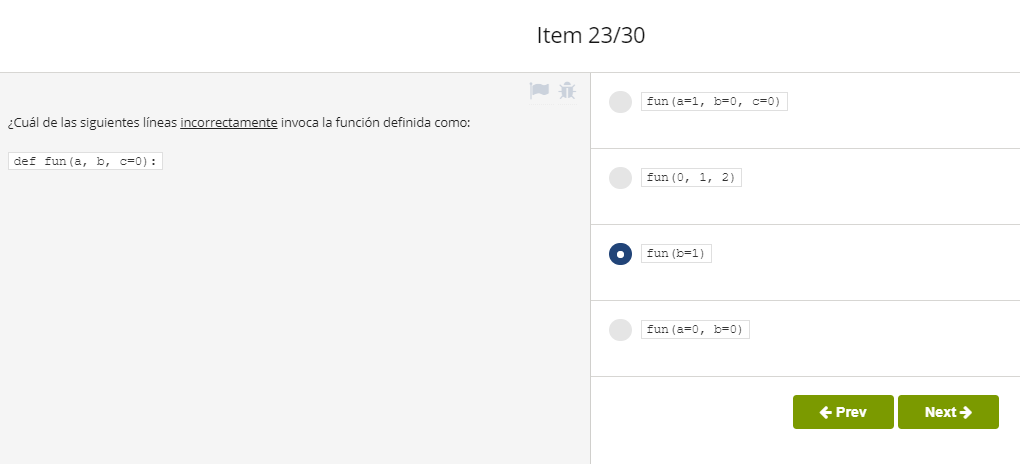 Item 23/30
¿Cuál de las siguientes líneas incorrectamente invoca la función definida como:
def fun(a, b, c=0):
fun(a=1, b=0, c=0)
fun(0, 1, 2)
fun(b=1)
fun(a=0, b=0)
Prev
Next